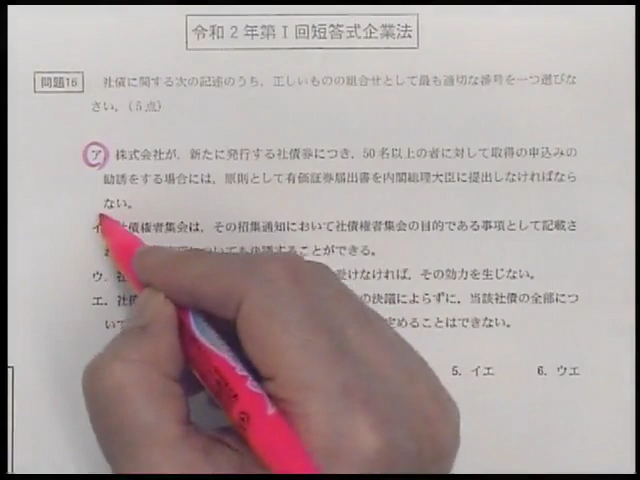 令和2年第Ⅰ回短答式企業法
問題16 社債に関する次の記述のうち,正しいものの組合せとして最も適切な番号を一つ選びな
さい。(5点)
ア 株式会社が,新たに発行する社債券につき,50名以上の者に対して取得の申込みの
勧誘をする場合には,原則として有価証券届出書を内閣総理大臣に提出しなければなら
ない。
イ 社債権者集会は,その招集通知において社債権者集会の目的である事項として記載さ
についても決議することができる。
ウ.社 受けなければ,その効力を生じない。
エ.社債 の決議によらずに,当該社債の全部につ
いて 定めることはできない。
5.イエ 6.ウエ